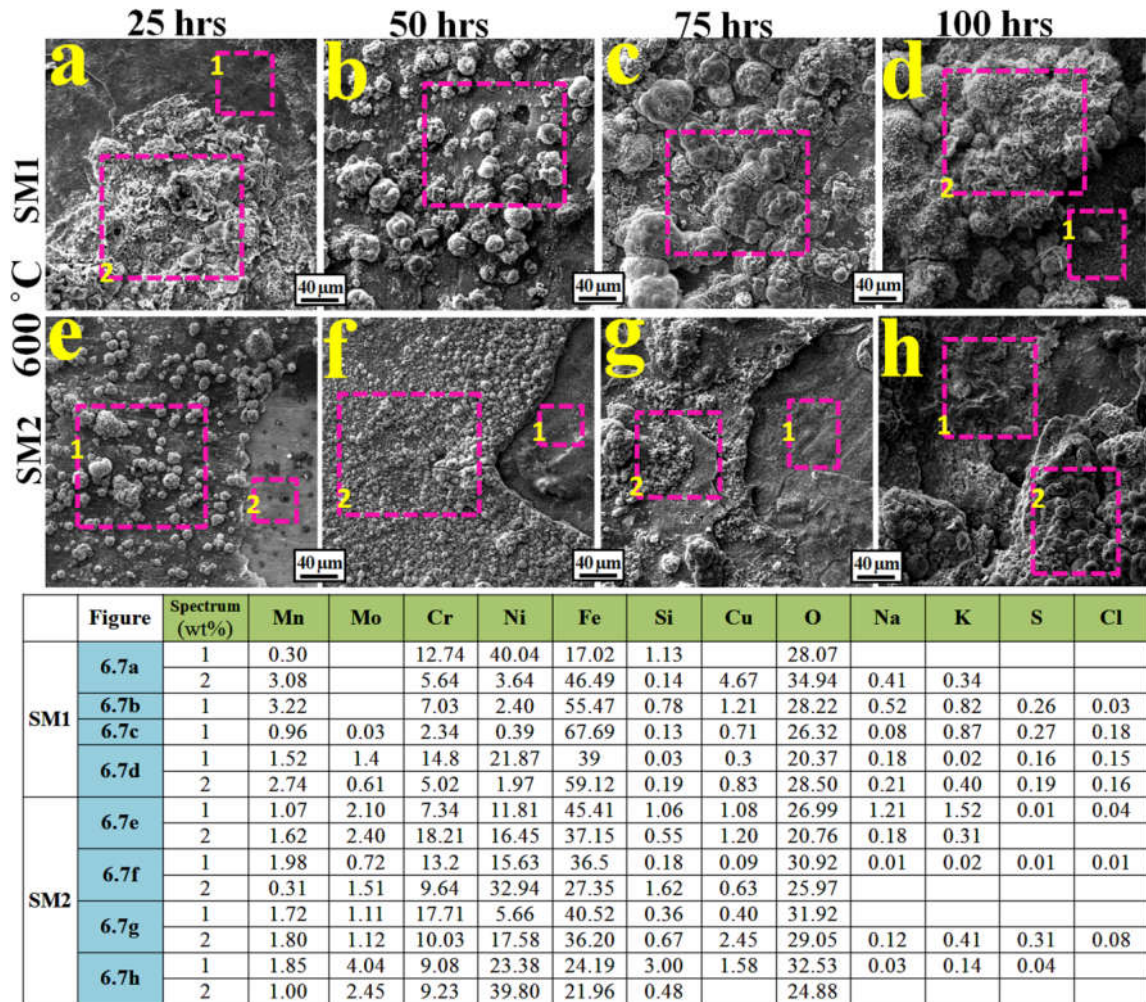 25 hrs 50 hrs 75 hrs 100 hrs
600 °C SM1
a 1 2 40 µm
b 40 µm
c 40 µm
d 2 1 40 µm
SM2
e 1 2 40 µm
f 1 2 40 µm
g 1 2 40 µm
h 1 2
Figure Spectrum (wt%) Mn Mo Cr Ni Fe Si Cu O Na K S Cl
SM1 6.7a 1 0.30 12.74 40.04 17.02 1.13 28.07
2 3.08 5.64 3.64 46.49 0.14 4.67 34.94 0.41 0.34
6.7b 1 3.22 7.03 2.40 55.47 0.78 1.21 28.22 0.52 0.82 0.26 0.03
6.7c 1 0.96 0.03 2.34 0.39 67.69 0.13 0.71 26.32 0.08 0.87 0.27 0.18
6.7d 1 1.52 1.4 14.8 21.87 39 0.03 0.3 20.37 0.18 0.02 0.16 0.15
2 2.74 0.61 5.02 1.97 59.12 0.19 0.83 28.50 0.21 0.40 0.19 0.16
SM2 6.7e 1 1.07 2.10 7.34 11.81 45.41 1.06 1.08 26.99 1.21 1.52 0.01 0.04
2 1.62 2.40 18.21 16.45 37.15 0.55 1.20 20.76 0.18 0.31
6.7f 1 1.98 0.72 13.2 15.63 36.5 0.18 0.09 30.92 0.01 0.02 0.01 0.01
2 0.31 1.51 9.64 32.94 27.35 1.62 0.63 25.97
6.7g 1 1.72 1.11 17.71 5.66 40.52 0.36 0.40 31.92
2 1.80 1.12 10.03 17.58 36.20 0.67 2.45 29.05 0.12 0.41 0.31 0.08
6.7h 1 1.85 4.04 9.08 23.38 24.19 3.00 1.58 32.53 0.03 0.14 0.04
2 1.00 2.45 9.23 39.80 21.96 0.48 24.88